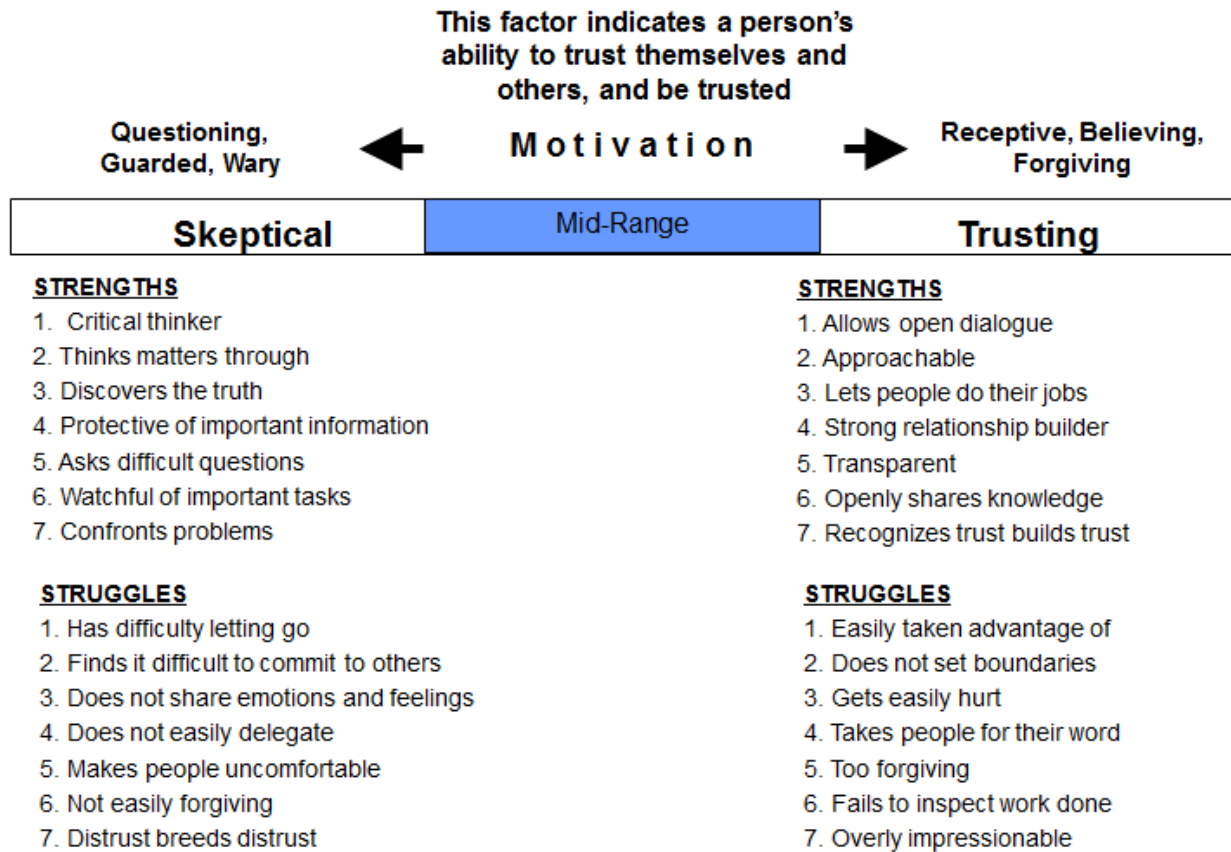 This factor indicates a person's
ability to trust themselves and
others, and be trusted
Questioning,
Guarded, Wary
Motivation
Receptive, Believing,
Forgiving
Skeptical
Mid-Range
Trusting
STRENGTHS
1. Critical thinker
2. Thinks matters through
3. Discovers the truth
4. Protective of important information
5. Asks difficult questions
6. Watchful of important tasks
7. Confronts problems
STRUGGLES
1. Has difficulty letting go
2. Finds it difficult to commit to others
3. Does not share emotions and feelings
4. Does not easily delegate
5. Makes people uncomfortable
6. Not easily forgiving
7. Distrust breeds distrust
STRENGTHS
1. Allows open dialogue
2. Approachable
3. Lets people do their jobs
4. Strong relationship builder
5. Transparent
6. Openly shares knowledge
7. Recognizes trust builds trust
STRUGGLES
1. Easily taken advantage of
2. Does not set boundaries
3. Gets easily hurt
4. Takes people for their word
5. Too forgiving
6. Fails to inspect work done
7. Overly impressionable